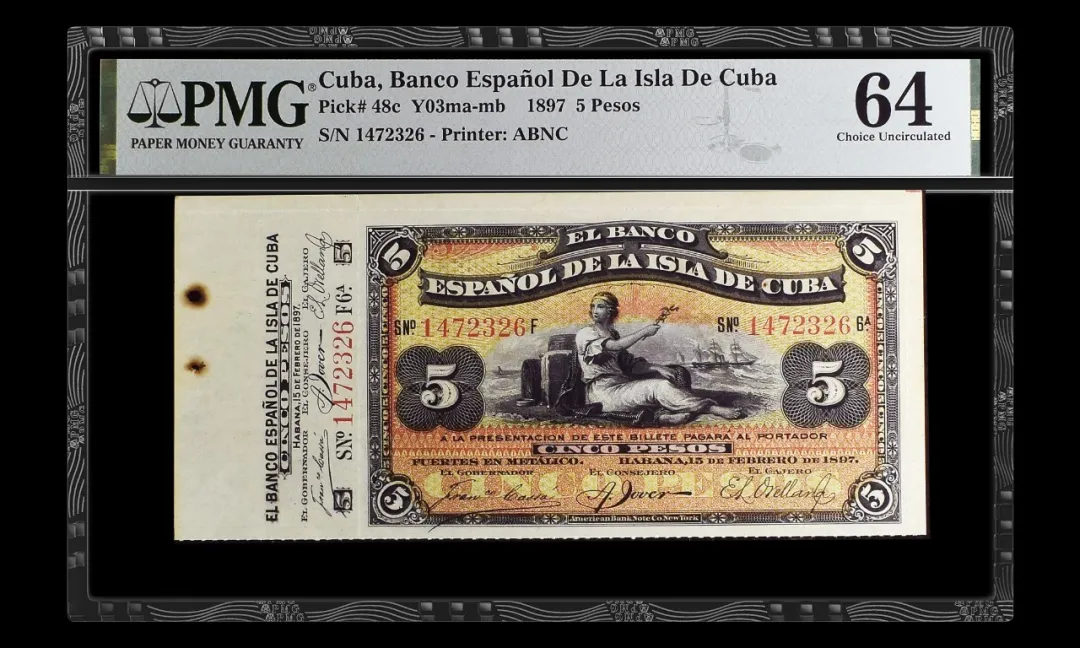 PMG®
PAPER MONEY GUARANTY
Cuba, Banco Español De La Isla De Cuba
Pick# 48c Y03ma-mb 1897 5 Pesos
S/N 1472326 - Printer: ABNC
64
Choice Uncirculated
EL BANCO ESPAÑOL DE LA ISLA DE CUBA
CINCO PESOS
HABANA, 15 DE FEBRERO DE 1897.
EL GOBERNADOR EL CONSEJERO EL CAJERO
5 SNº 1472326 F6ᴬ. 5
5 5
EL BANCO
ESPAÑOL DE LA ISLA DE CUBA
SNº 1472326 F SNº 1472326 6ᴬ
5 5
A LA PRESENTACION DE ESTE BILLETE PAGARÁ AL PORTADOR
CINCO PESOS
FUERTES EN METÁLICO. HABANA, 15 DE FEBRERO DE 1897.
EL GOBERNADOR EL CONSEJERO EL CAJERO
CINCO PESOS
5 5
American Bank Note Co. New York